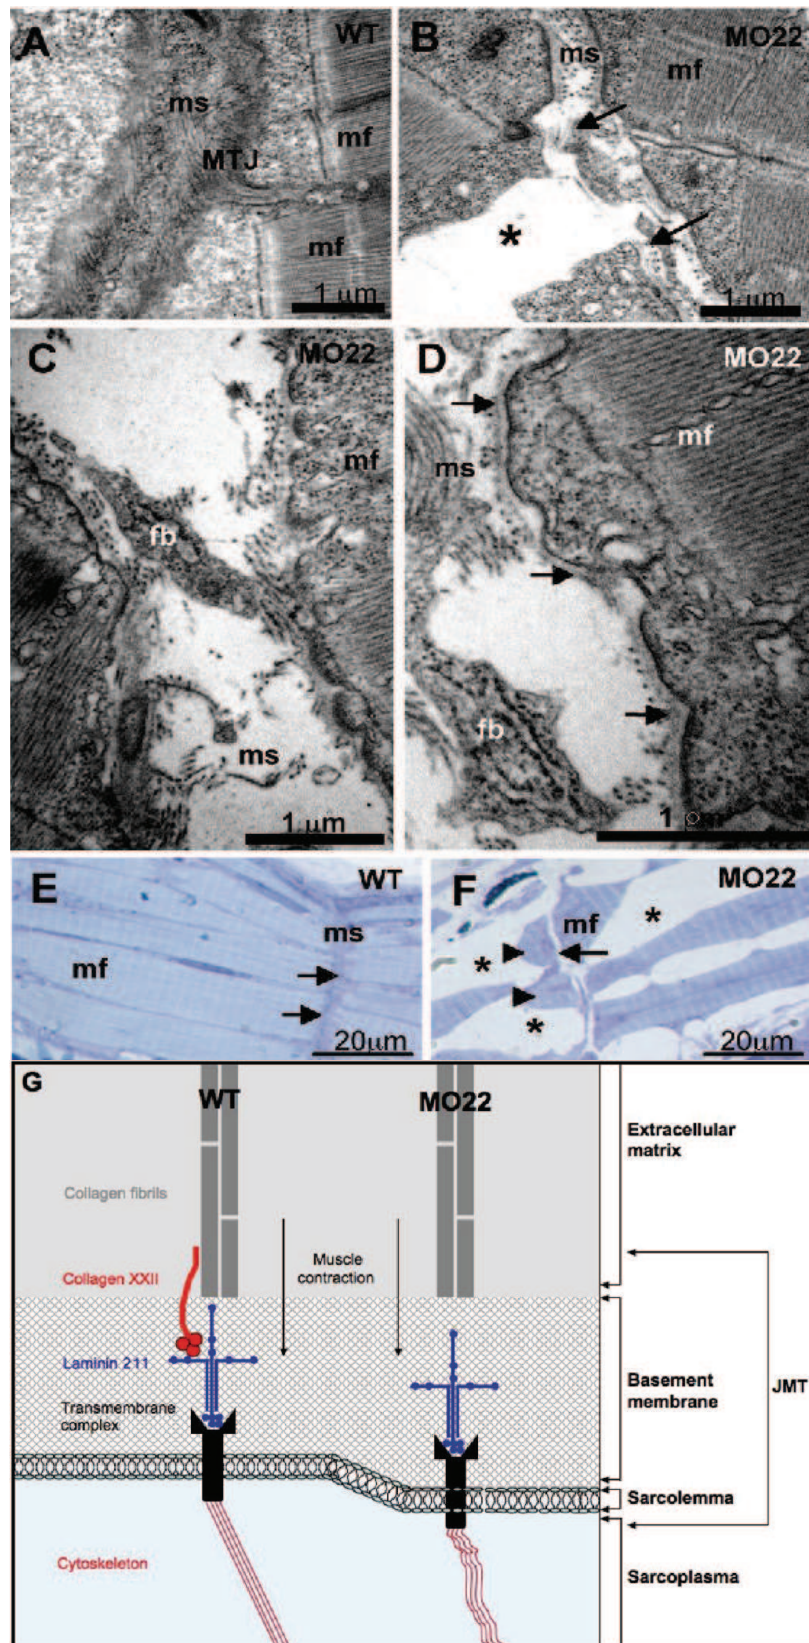 A
WT
ms
MTJ
mf
mf
1 μm
B
MO22
ms
mf
*
1 μm
C
MO22
mf
fb
ms
1 μm
D
MO22
mf
ms
fb
1
E
WT
ms
mf
20μm
F
MO22
mf
*
*
*
20μm
G
WT
MO22
Extracellular
matrix
Collagen fibrils
Muscle
contraction
Collagen XXII
Laminin 211
Transmembrane
complex
Basement
membrane
JMT
Sarcolemma
Cytoskeleton
Sarcoplasma